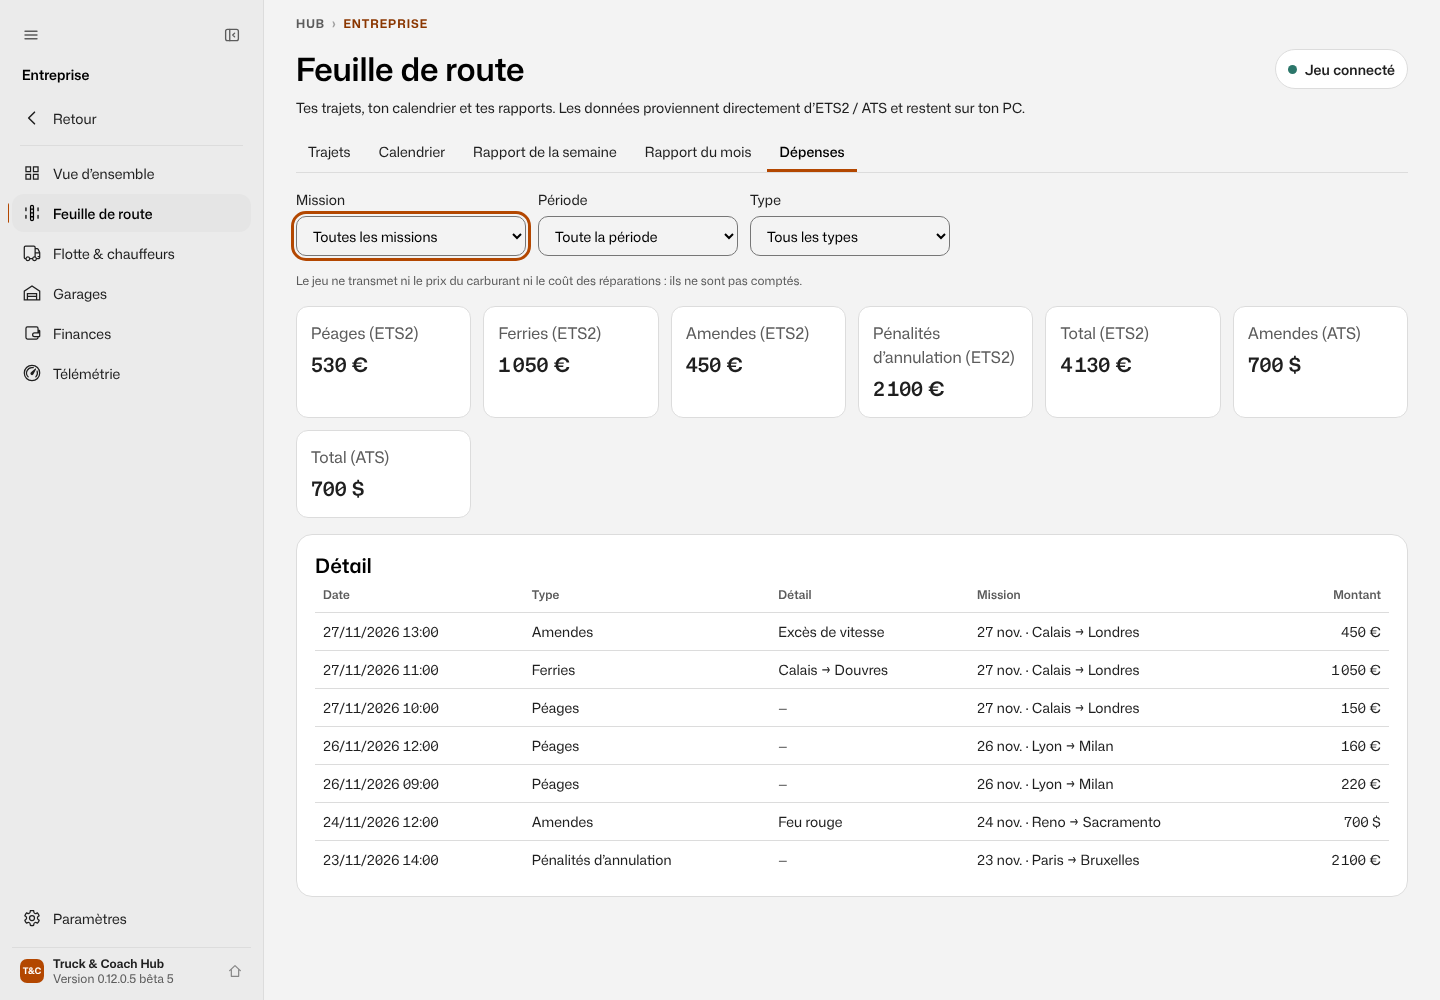 HUB › ENTREPRISE
Entreprise
Retour
Vue d’ensemble
Feuille de route
Flotte & chauffeurs
Garages
Finances
Télémétrie
Paramètres
T&C
Truck & Coach Hub
Version 0.12.0.5 bêta 5
Feuille de route
Jeu connecté
Tes trajets, ton calendrier et tes rapports. Les données proviennent directement d’ETS2 / ATS et restent sur ton PC.
Trajets Calendrier Rapport de la semaine Rapport du mois Dépenses
Mission Période Type
Toutes les missions Toute la période Tous les types
Le jeu ne transmet ni le prix du carburant ni le coût des réparations : ils ne sont pas comptés.
Péages (ETS2)
530 €
Ferries (ETS2)
1 050 €
Amendes (ETS2)
450 €
Pénalités
d’annulation (ETS2)
2 100 €
Total (ETS2)
4 130 €
Amendes (ATS)
700 $
Total (ATS)
700 $
Détail
Date Type Détail Mission Montant
27/11/2026 13:00 Amendes Excès de vitesse 27 nov. · Calais → Londres 450 €
27/11/2026 11:00 Ferries Calais → Douvres 27 nov. · Calais → Londres 1 050 €
27/11/2026 10:00 Péages – 27 nov. · Calais → Londres 150 €
26/11/2026 12:00 Péages – 26 nov. · Lyon → Milan 160 €
26/11/2026 09:00 Péages – 26 nov. · Lyon → Milan 220 €
24/11/2026 12:00 Amendes Feu rouge 24 nov. · Reno → Sacramento 700 $
23/11/2026 14:00 Pénalités d’annulation – 23 nov. · Paris → Bruxelles 2 100 €